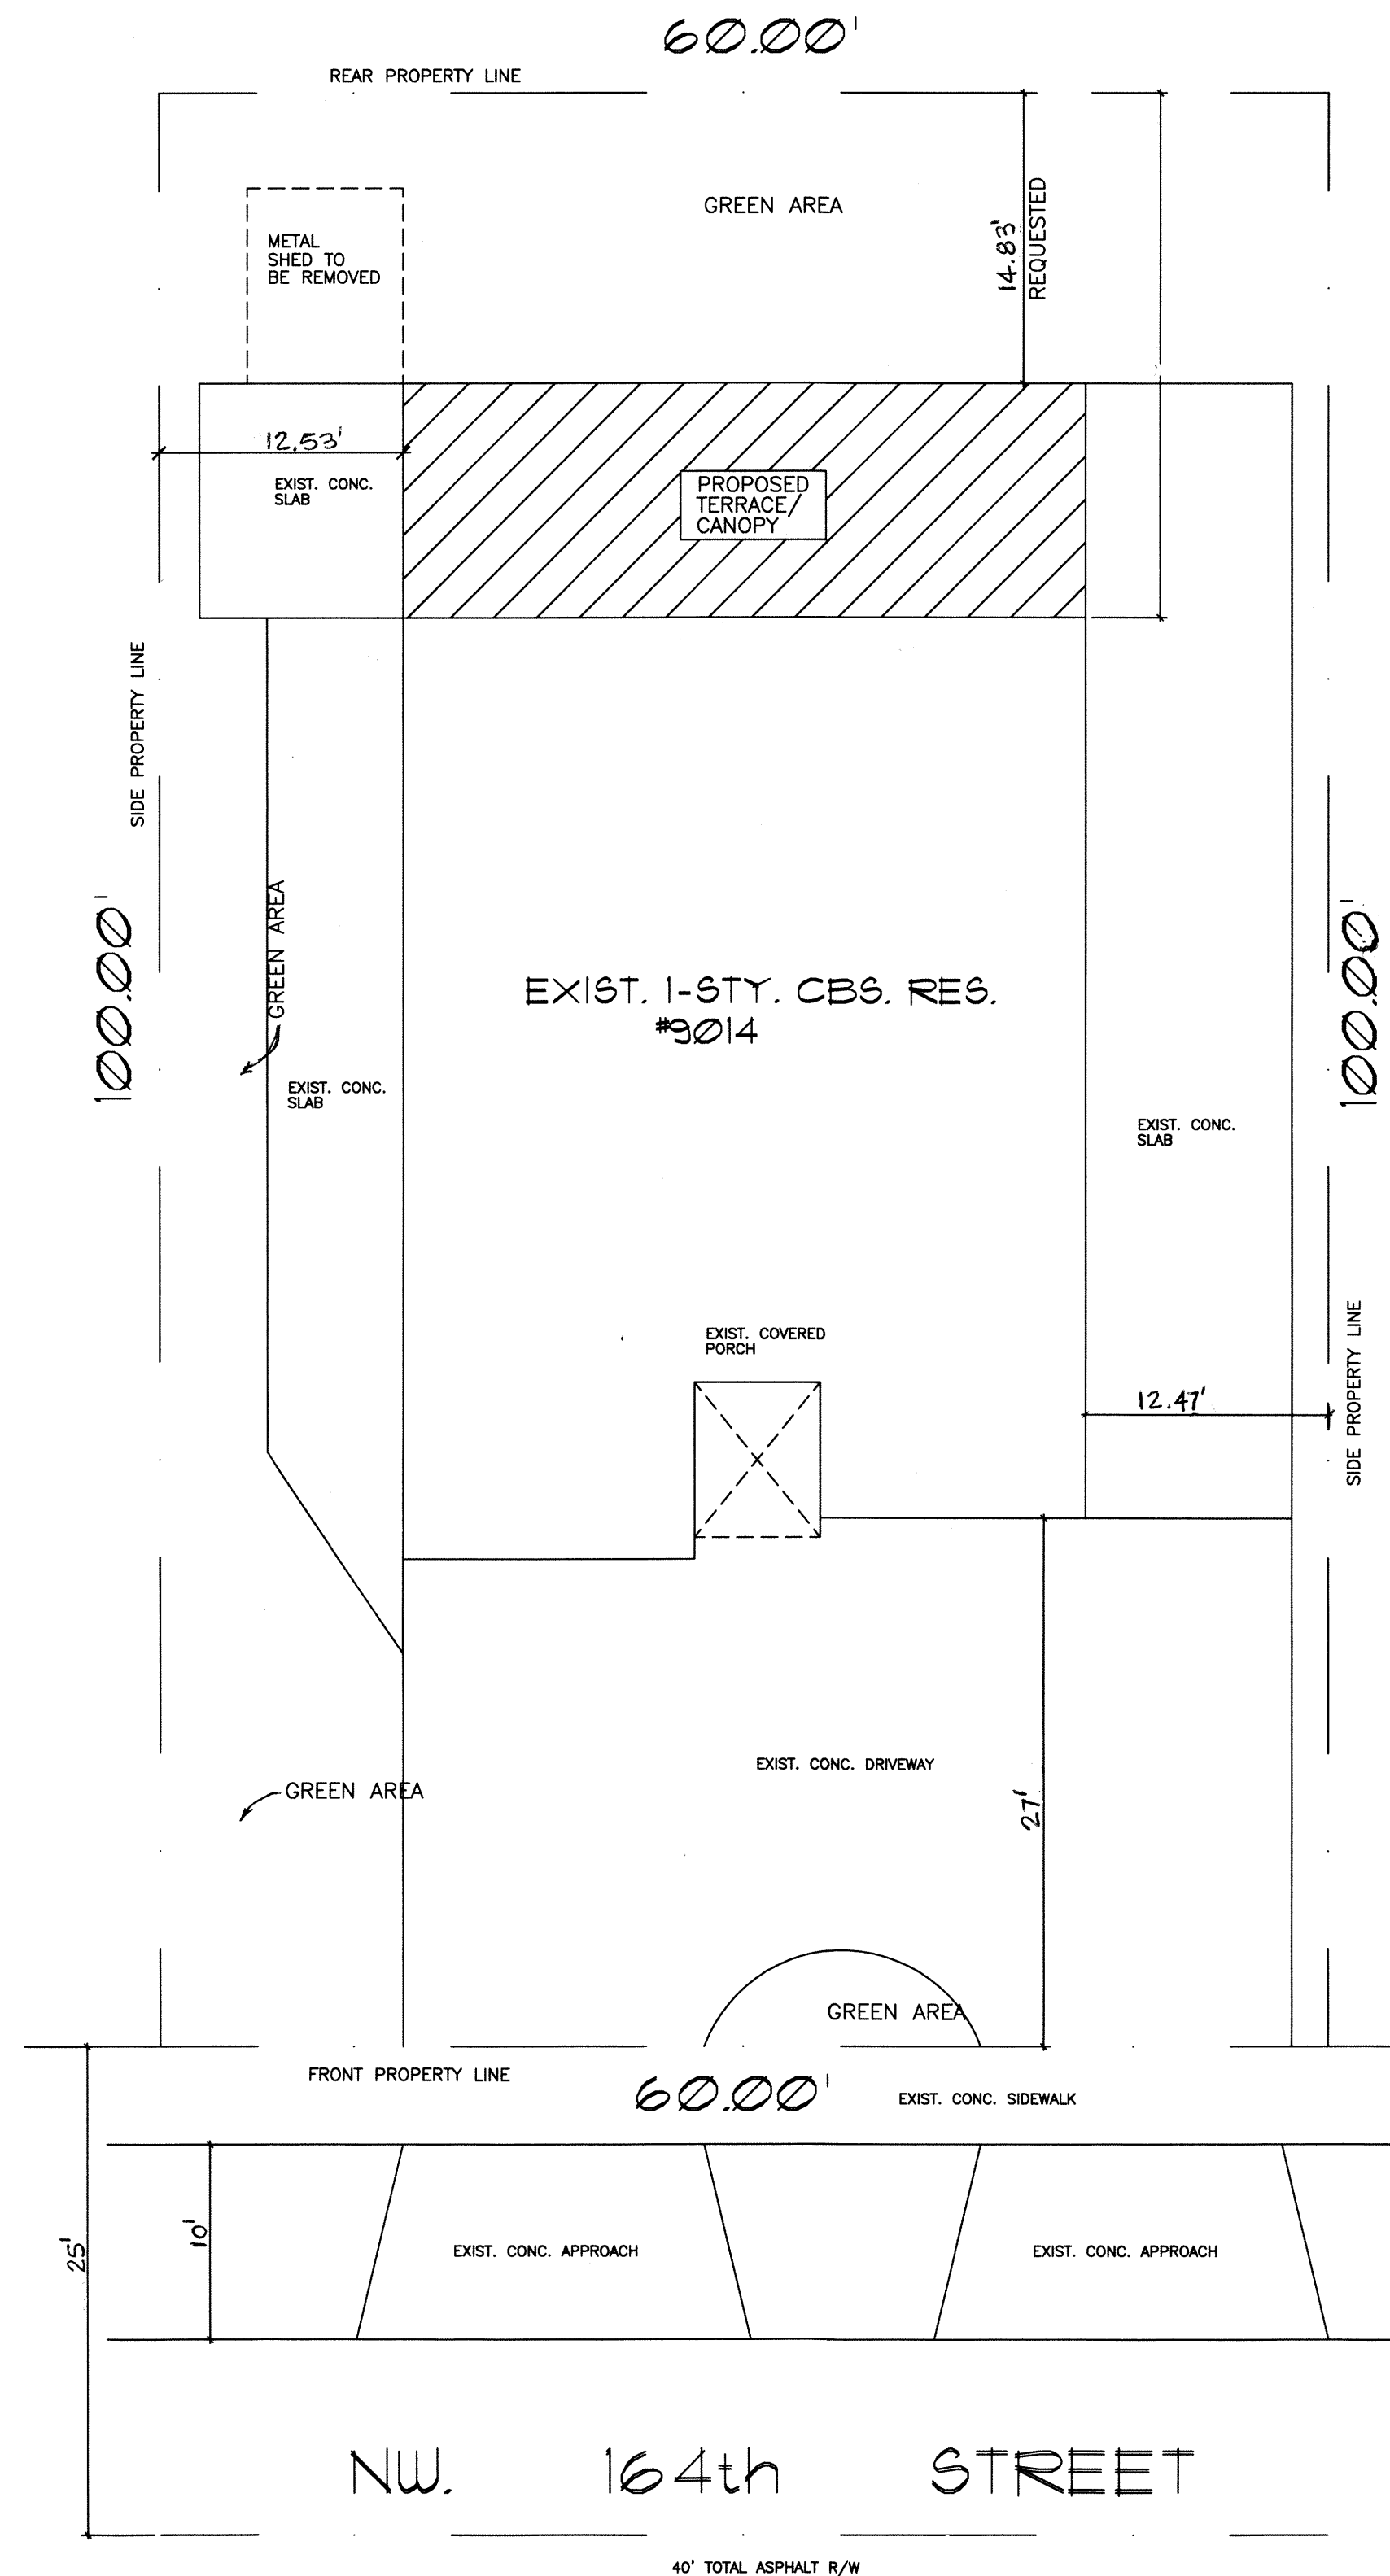 60.00'
REAR PROPERTY LINE
GREEN AREA
14.83'
REQUESTED
METAL
SHED TO
BE REMOVED
12.53'
EXIST. CONC.
SLAB
PROPOSED
TERRACE/
CANOPY
SIDE PROPERTY LINE
100.00'
GREEN AREA
EXIST. 1-STY. CBS. RES.
#9014
100.00'
EXIST. CONC.
SLAB
EXIST. CONC.
SLAB
EXIST. COVERED
PORCH
12.47'
SIDE PROPERTY LINE
EXIST. CONC. DRIVEWAY
GREEN AREA
27'
GREEN AREA
FRONT PROPERTY LINE
60.00'
EXIST. CONC. SIDEWALK
25'
10'
EXIST. CONC. APPROACH
EXIST. CONC. APPROACH
NW. 164th STREET
40' TOTAL ASPHALT R/W